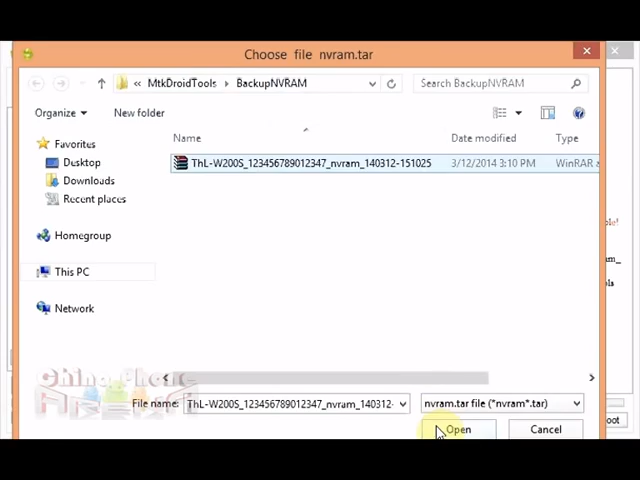 Choose file nvram.tar
« MtkDroidTools › BackupNVRAM
Search BackupNVRAM
Organize
New folder
Name
Date modified
Type
Favorites
Desktop
Downloads
Recent places
Homegroup
This PC
Network
ThL-W200S_123456789012347_nvram_140312-151025
3/12/2014 3:10 PM
WinRAR a
China Phone
File name:
ThL-W200S_123456789012347_nvram_140312-
nvram.tar file (*nvram*.tar)
Open
Cancel